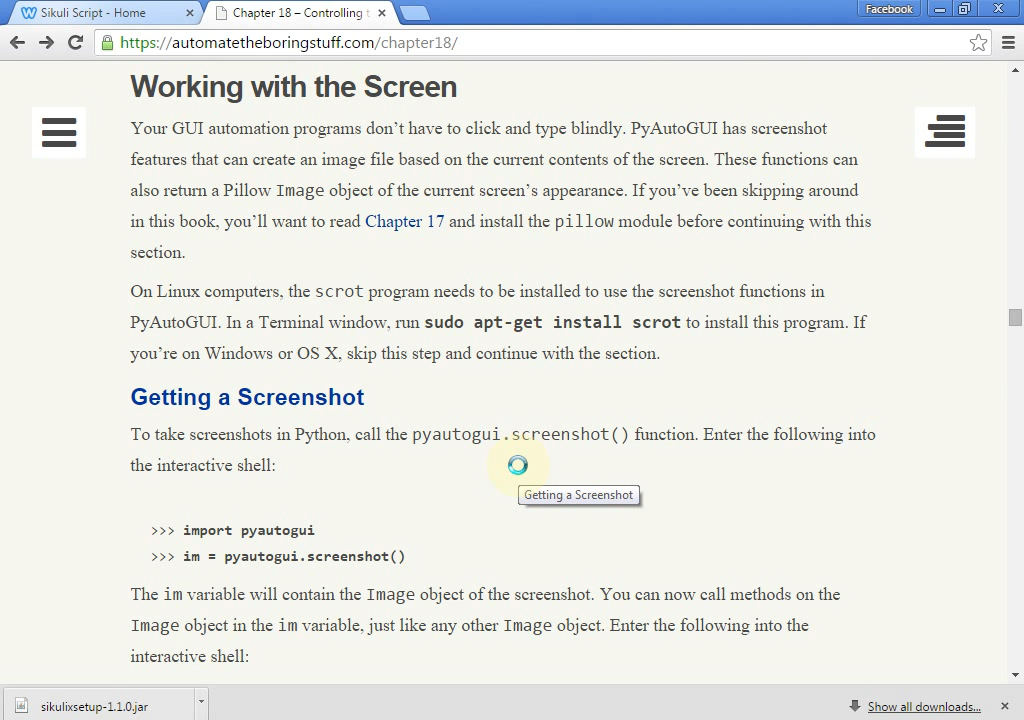 Sikuli Script - Home
Chapter 18 – Controlling t
Facebook
https://automatetheboringstuff.com/chapter18/
Working with the Screen
Your GUI automation programs don’t have to click and type blindly. PyAutoGUI has screenshot
features that can create an image file based on the current contents of the screen. These functions can
also return a Pillow Image object of the current screen’s appearance. If you’ve been skipping around
in this book, you’ll want to read Chapter 17 and install the pillow module before continuing with this
section.
On Linux computers, the scrot program needs to be installed to use the screenshot functions in
PyAutoGUI. In a Terminal window, run sudo apt-get install scrot to install this program. If
you’re on Windows or OS X, skip this step and continue with the section.
Getting a Screenshot
To take screenshots in Python, call the pyautogui.screenshot() function. Enter the following into
the interactive shell:
Getting a Screenshot
>>> import pyautogui
>>> im = pyautogui.screenshot()
The im variable will contain the Image object of the screenshot. You can now call methods on the
Image object in the im variable, just like any other Image object. Enter the following into the
interactive shell:
sikulixsetup-1.1.0.jar
Show all downloads...